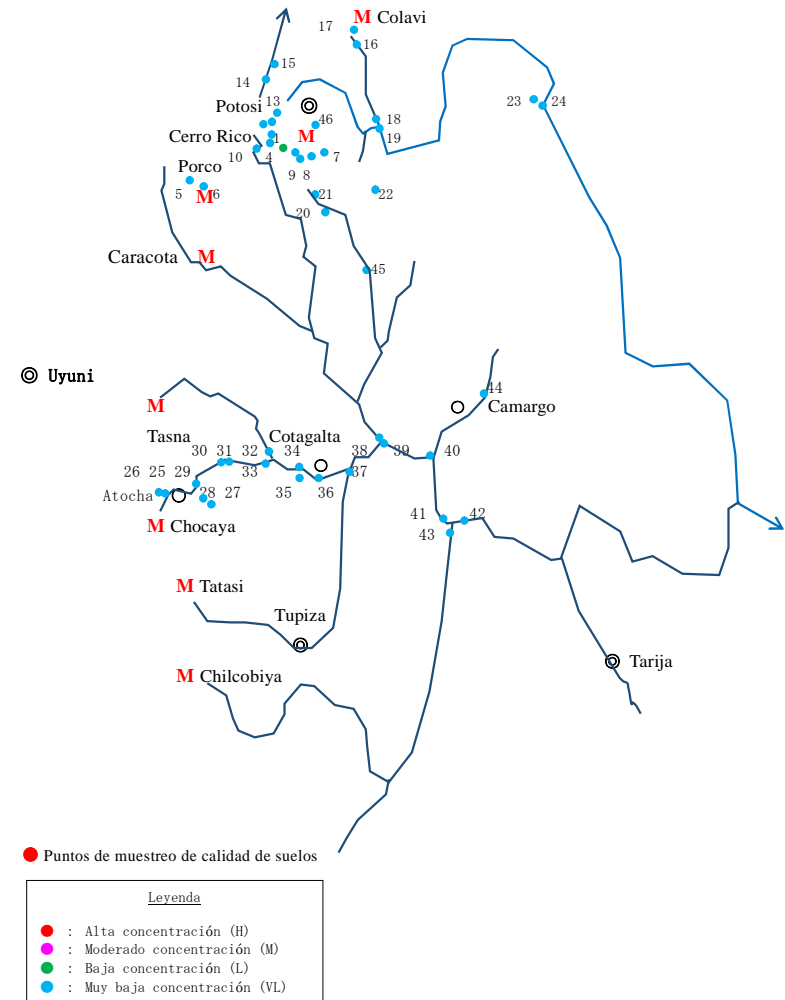 17
M Colavi
16
15
14
13
Potosi
46
18
23
24
Cerro Rico
1
M
19
10
4
9
8
7
Porco
5
6
M
21
22
20
Caracota
M
45
Uyuni
44
M
Camargo
Tasna
Cotagalta
30
31
32
34
38
39
40
33
37
26
25
29
35
36
Atocha
28
27
M Chocaya
41
42
43
M Tatasi
Tupiza
Tarija
M Chilcobiya
Puntos de muestreo de calidad de suelos
Leyenda
: Alta concentración (H)
: Moderado concentración (M)
: Baja concentración (L)
: Muy baja concentración (VL)